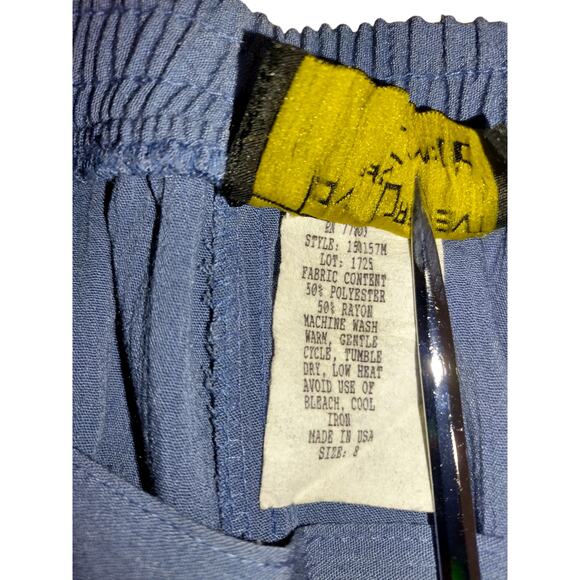 STYLE: 150157M
LOT: 1725
FABRIC CONTENT
50% POLYESTER
50% RAYON
MACHINE WASH
WARM, GENTLE
CYCLE, TUMBLE
DRY, LOW HEAT
AVOID USE OF
BLEACH, COOL
IRON
MADE IN USA
SIZE: 8